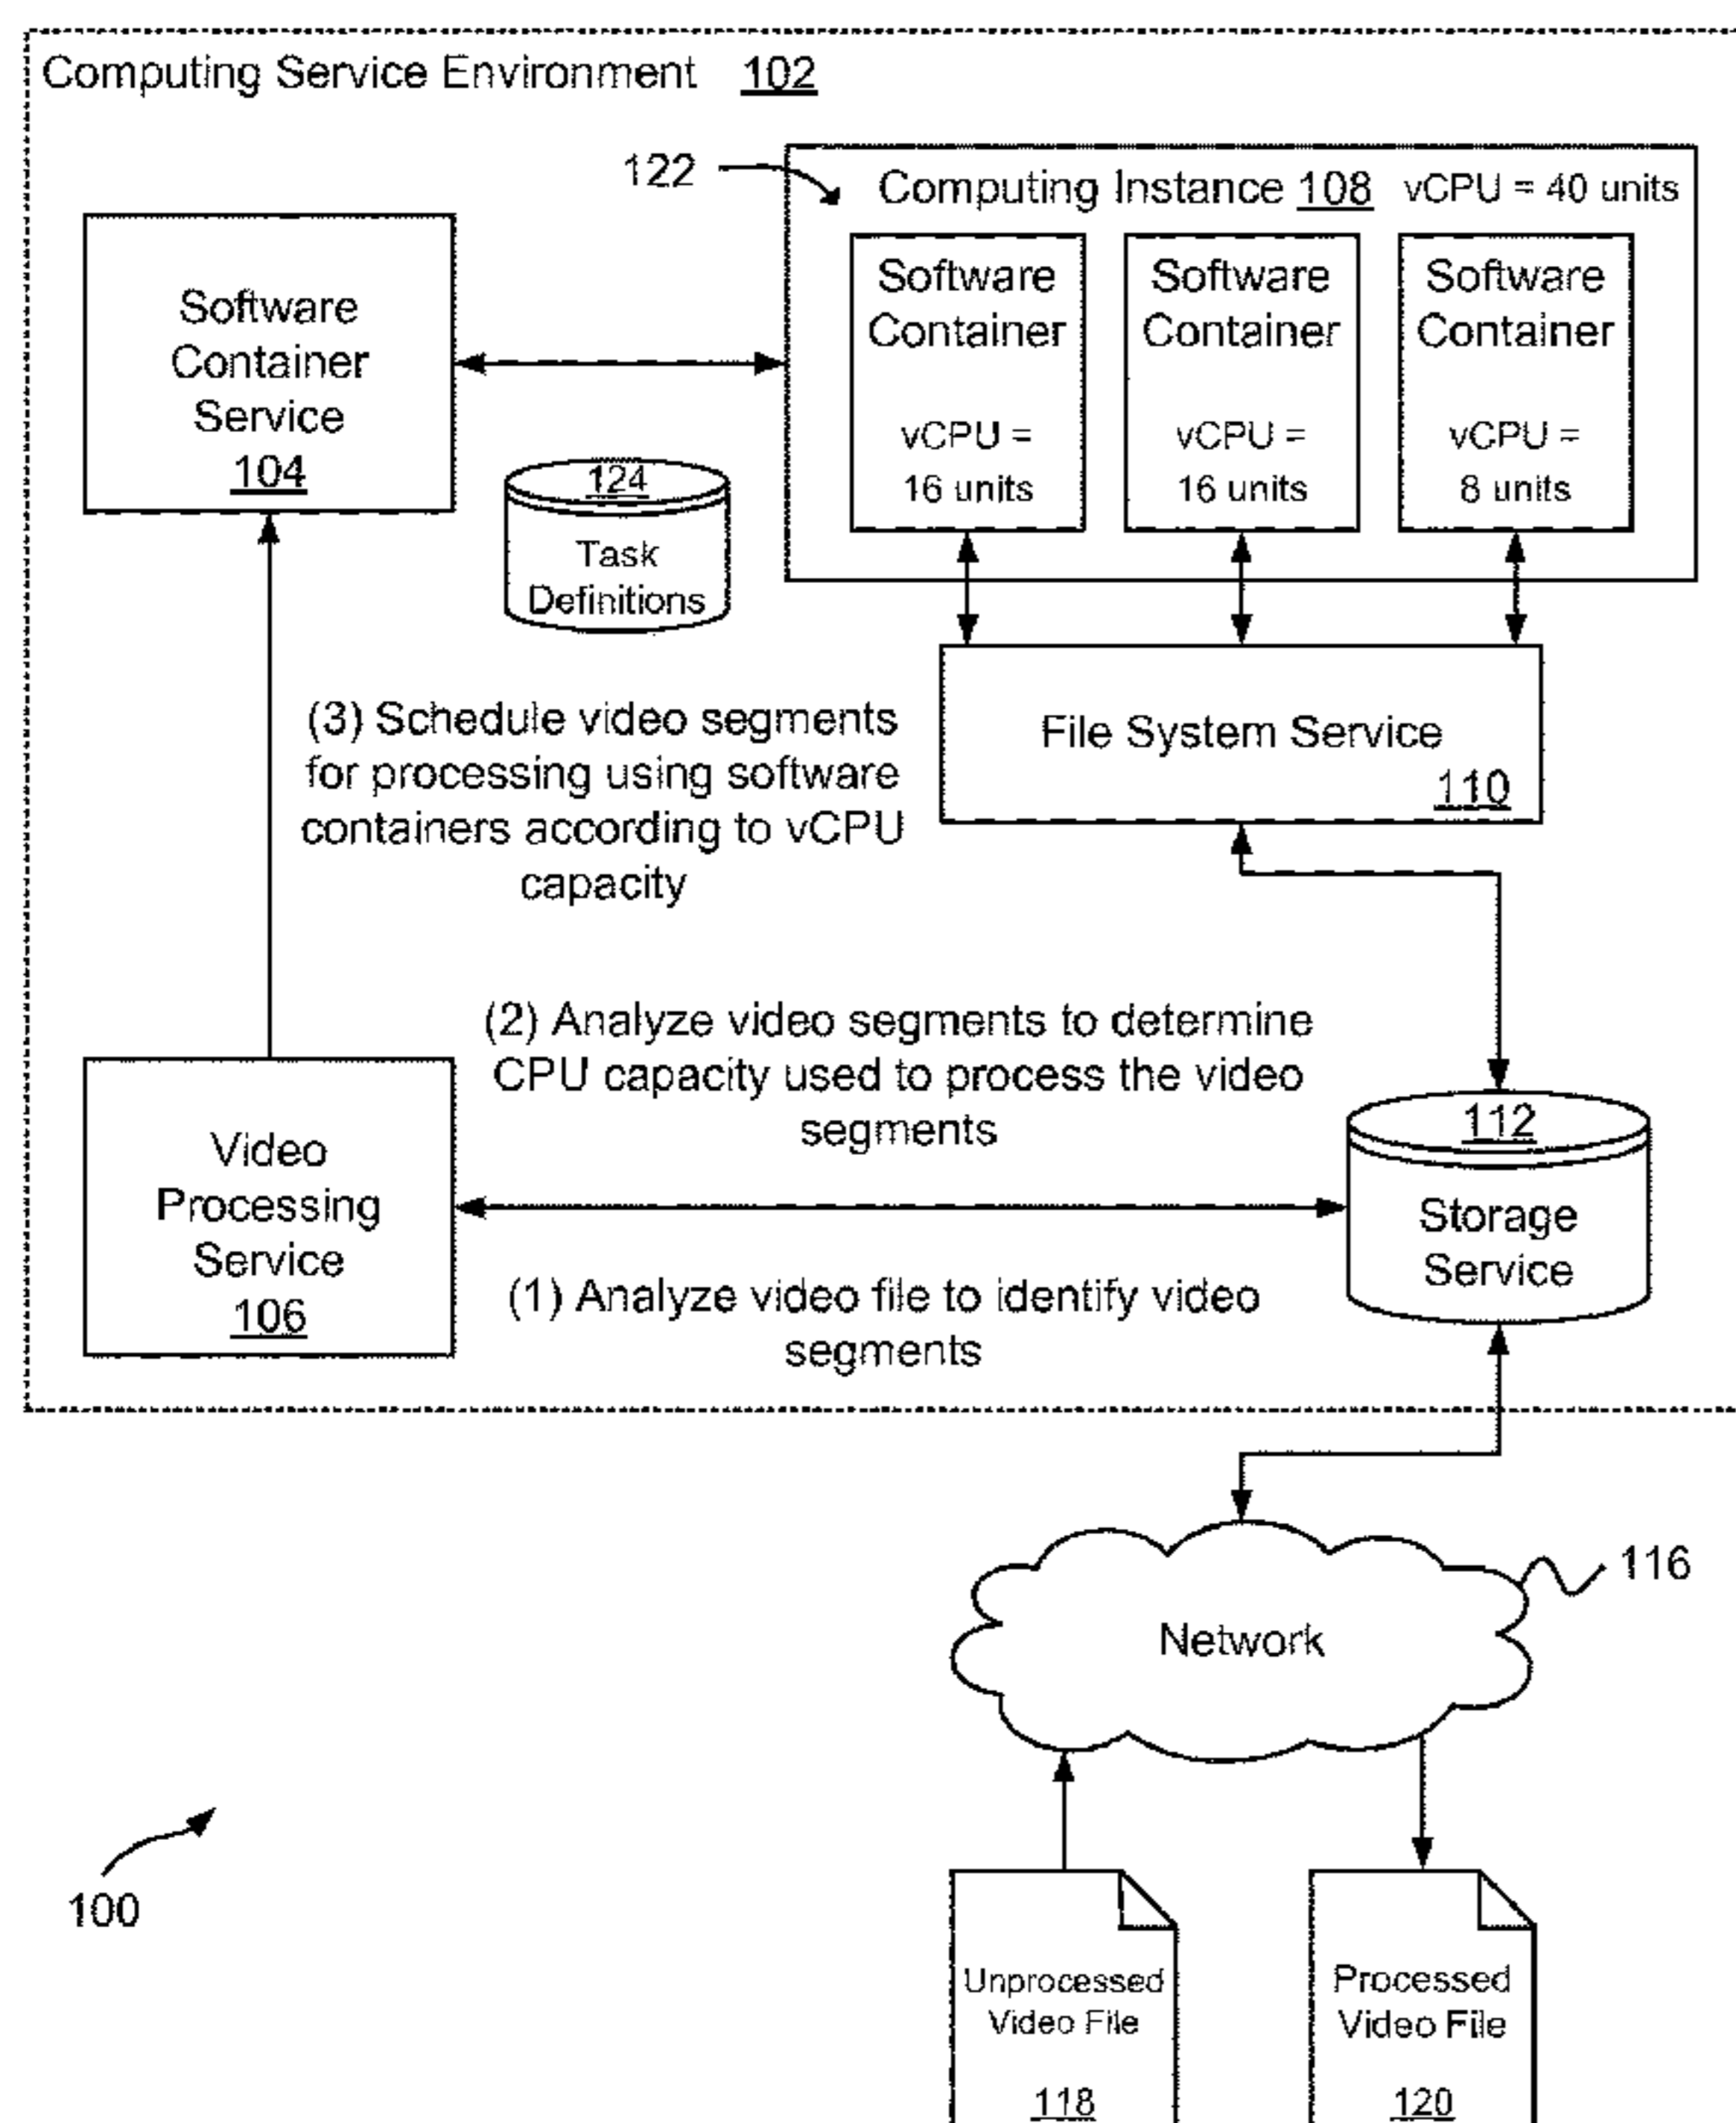 Computing Service Environment 102
122
Computing Instance 108 vCPU = 40 units
Software
Container
Service
104
Software
Container
vCPU =
16 units
Software
Container
vCPU =
16 units
Software
Container
vCPU =
8 units
124
Task
Definitions
File System Service
110
(3) Schedule video segments
for processing using software
containers according to vCPU
capacity
(2) Analyze video segments to determine
CPU capacity used to process the video
segments
Video
Processing
Service
106
112
Storage
Service
(1) Analyze video file to identify video
segments
116
Network
100
Unprocessed
Video File
118
Processed
Video File
120